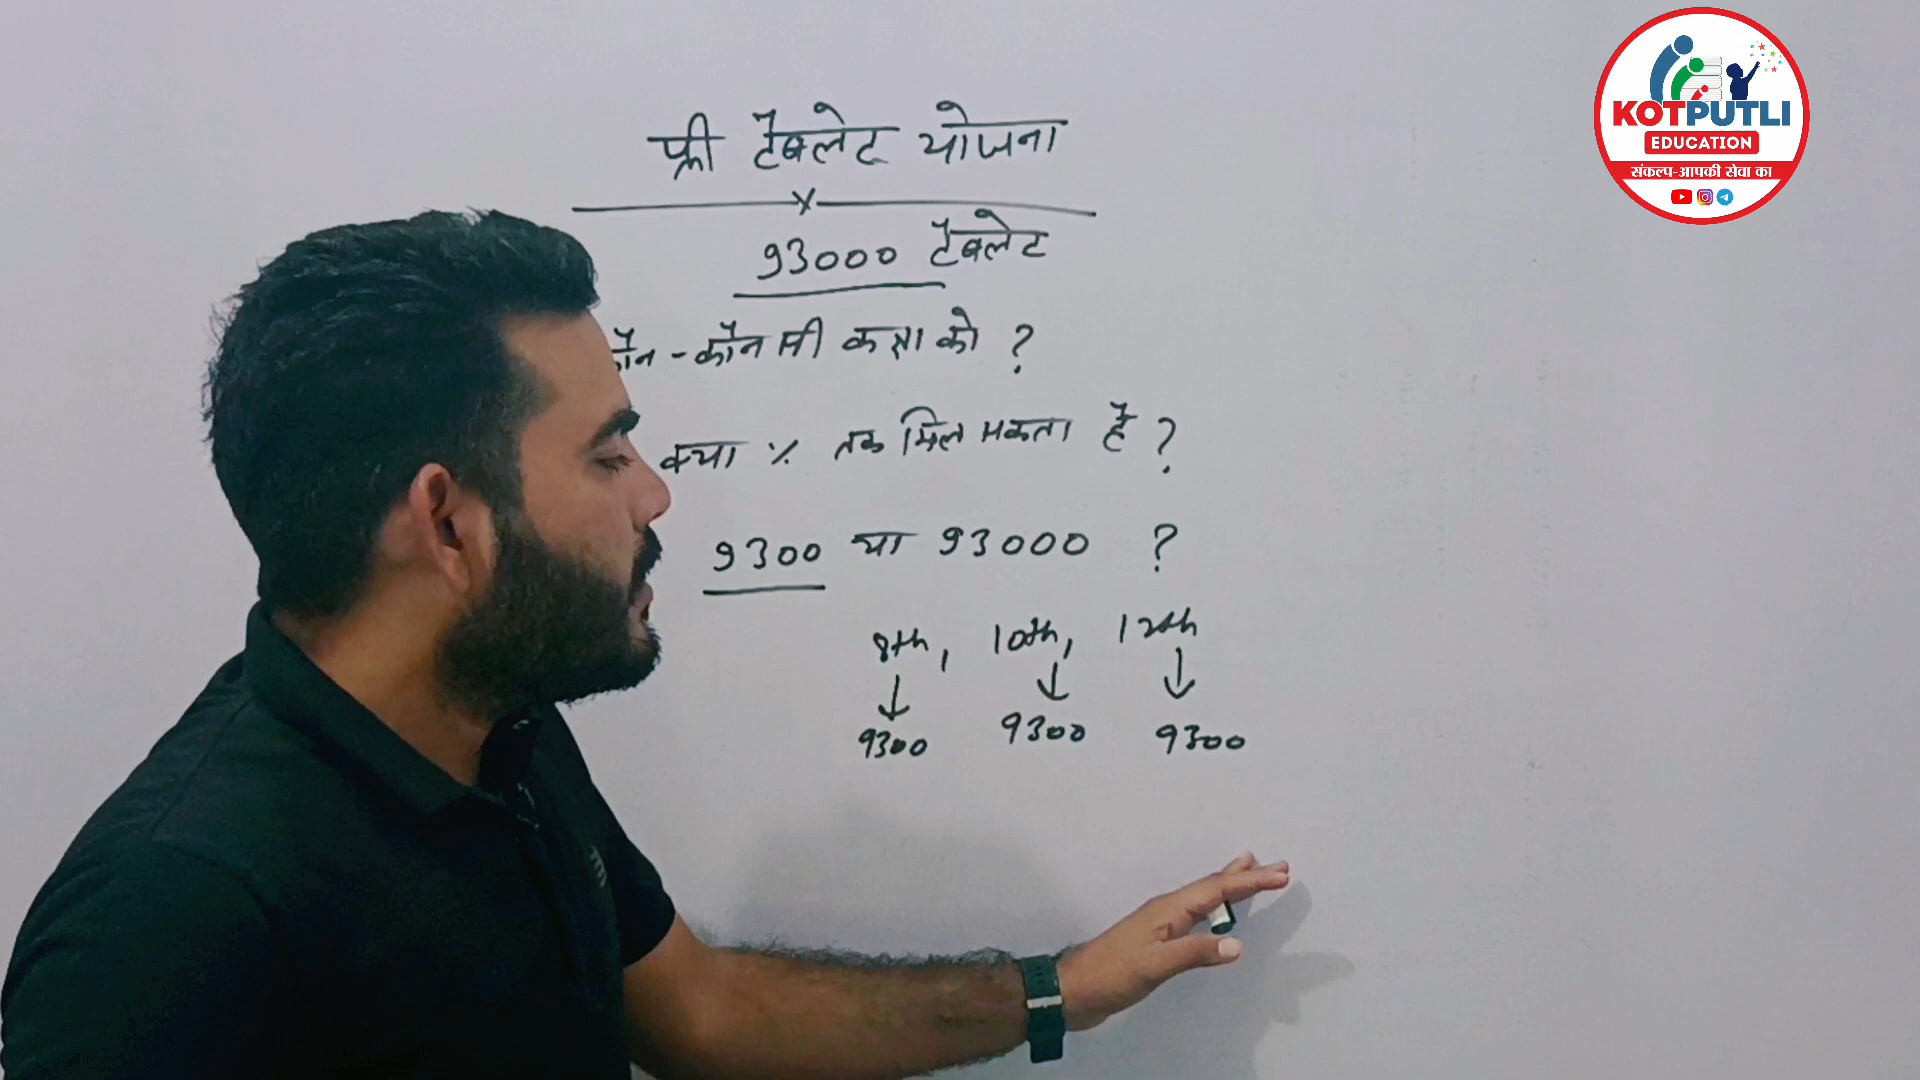 फ्री टैबलेट योजना
93000 टैबलेट
कौन - कौन सी कक्षा को ?
क्या % तक मिल सकता है ?
9300 या 93000 ?
8th, 10th, 12th
9300 9300 9300
KOTPUTLI
EDUCATION
संकल्प-आपकी सेवा का